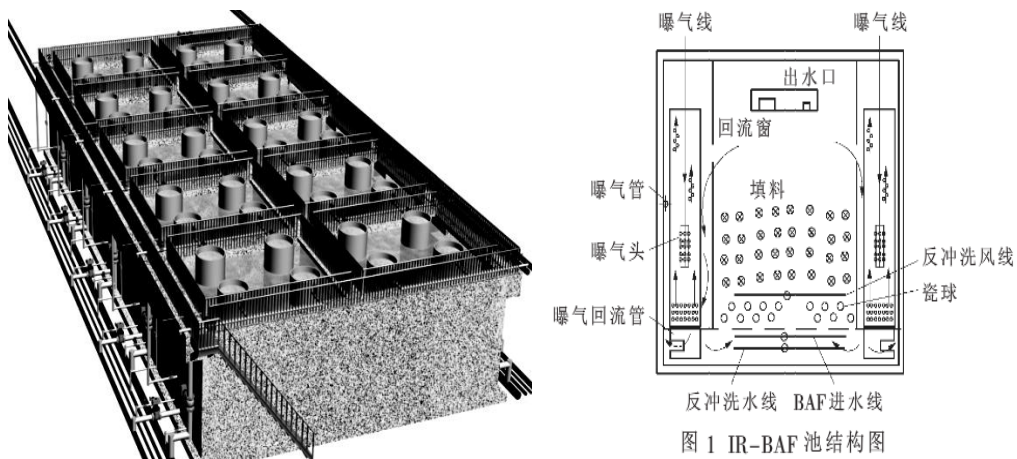 曝气线 曝气线
出水口
回流窗
曝气管
填料
曝气头
反冲洗风线
瓷球
曝气回流管
反冲洗水线 BAF进水线
图 1 IR-BAF 池结构图